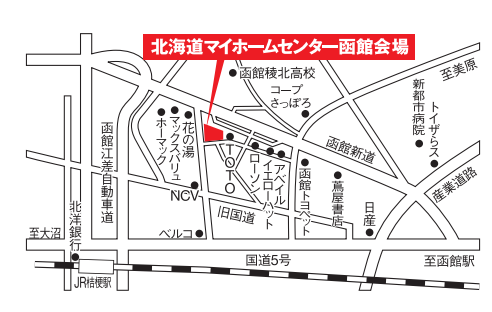 北海道マイホームセンター函館会場
函館稜北高校
至美原
コープ
さっぽろ
新都市病院
トイザらス
花の湯
マックスバリュ
ホーマック
TOTO
函館新道
函館江差自動車道
ローソン
イエローハット
アベイル
函館トヨペット
蔦屋書店
産業道路
NCV
旧国道
日産
北洋銀行
至大沼
ベルコ
国道5号
至函館駅
JR桔梗駅